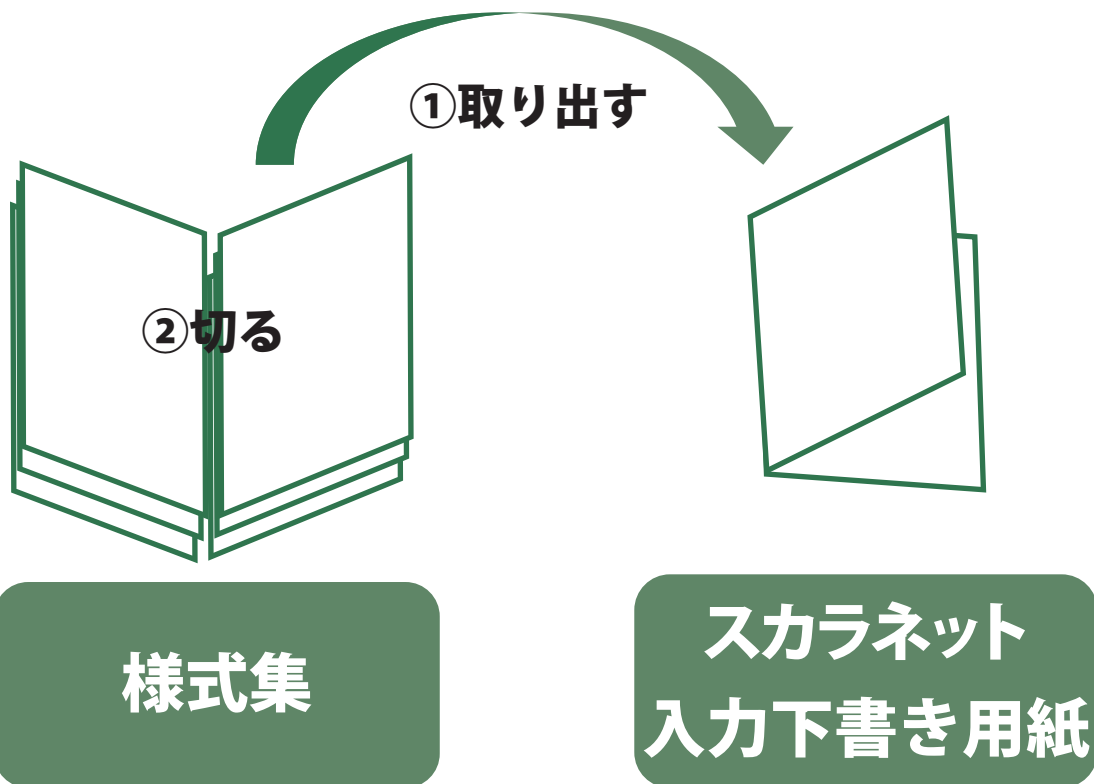 ①取り出す
②切る
様式集
スカラネット
入力下書き用紙